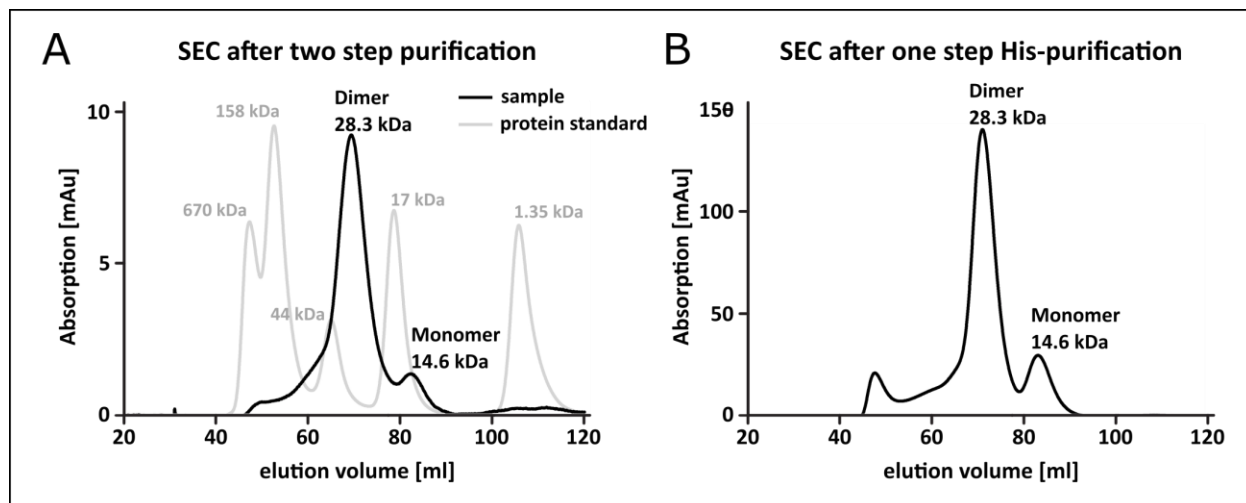 A
SEC after two step purification
Dimer
28.3 kDa
sample
protein standard
158 kDa
670 kDa
17 kDa
1.35 kDa
44 kDa
Monomer
14.6 kDa
Absorption [mAu]
10
5
0
20 40 60 80 100 120
elution volume [ml]
B
SEC after one step His-purification
Dimer
28.3 kDa
Monomer
14.6 kDa
Absorption [mAu]
150
100
50
0
20 40 60 80 100 120
elution volume [ml]